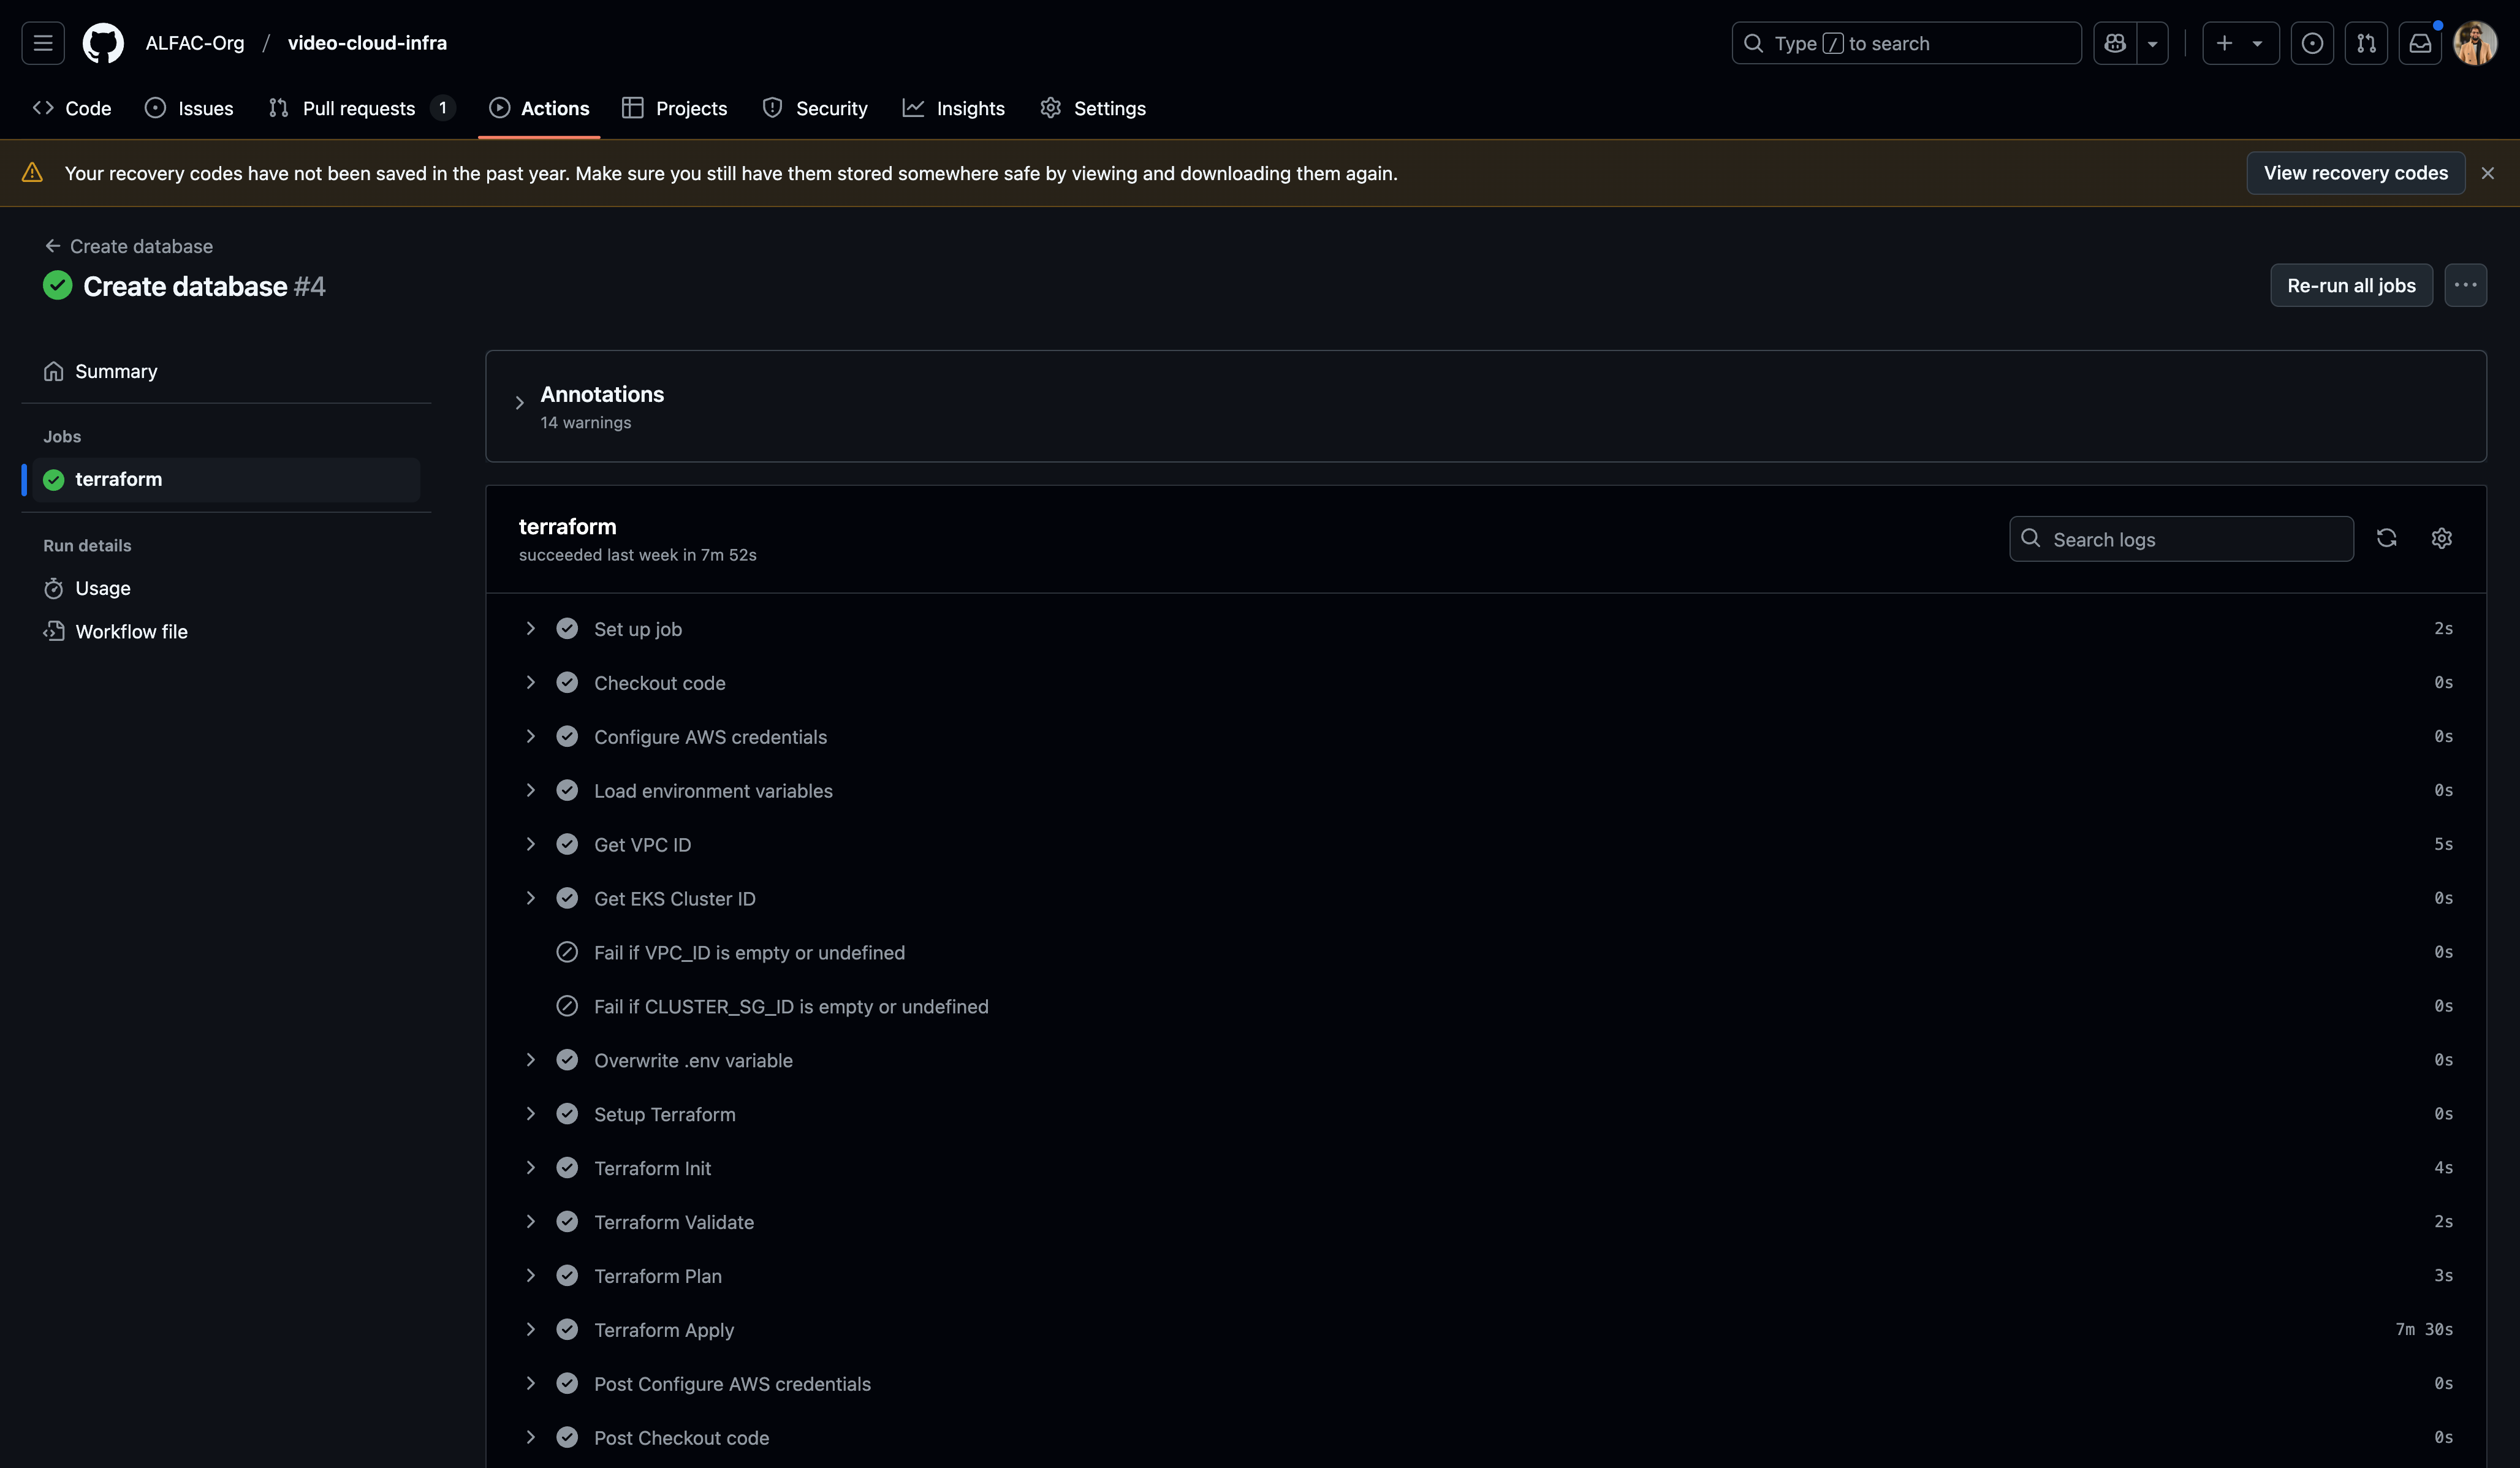 ALFAC-Org / video-cloud-infra
Type / to search
Code
Issues
Pull requests 1
Actions
Projects
Security
Insights
Settings
Your recovery codes have not been saved in the past year. Make sure you still have them stored somewhere safe by viewing and downloading them again.
View recovery codes
Create database
Create database #4
Re-run all jobs
Summary
Jobs
terraform
Run details
Usage
Workflow file
Annotations
14 warnings
terraform
succeeded last week in 7m 52s
Search logs
Set up job 2s
Checkout code 0s
Configure AWS credentials 0s
Load environment variables 0s
Get VPC ID 5s
Get EKS Cluster ID 0s
Fail if VPC_ID is empty or undefined 0s
Fail if CLUSTER_SG_ID is empty or undefined 0s
Overwrite .env variable 0s
Setup Terraform 0s
Terraform Init 4s
Terraform Validate 2s
Terraform Plan 3s
Terraform Apply 7m 30s
Post Configure AWS credentials 0s
Post Checkout code 0s